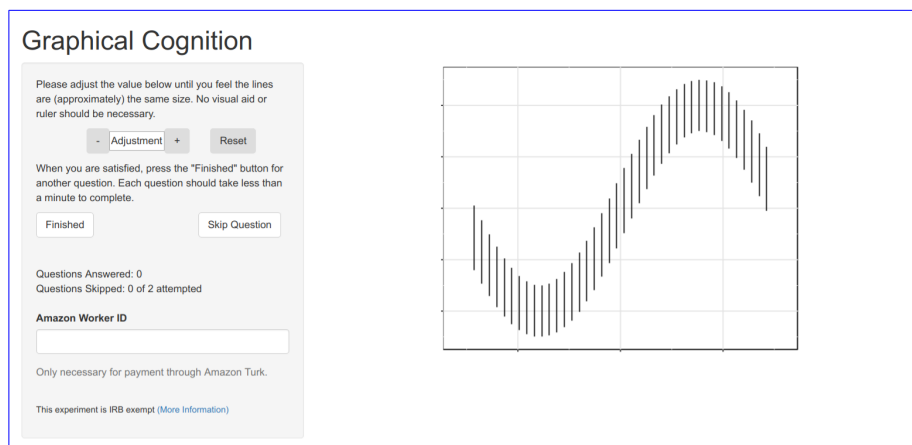 Graphical Cognition
Please adjust the value below until you feel the lines
are (approximately) the same size. No visual aid or
ruler should be necessary.
- Adjustment + Reset
When you are satisfied, press the "Finished" button for
another question. Each question should take less than
a minute to complete.
Finished Skip Question
Questions Answered: 0
Questions Skipped: 0 of 2 attempted
Amazon Worker ID
Only necessary for payment through Amazon Turk.
This experiment is IRB exempt (More Information)